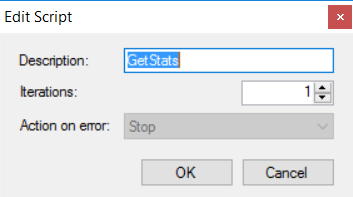 Edit Script
Description: GetStats
Iterations: 1
Action on error: Stop
OK Cancel